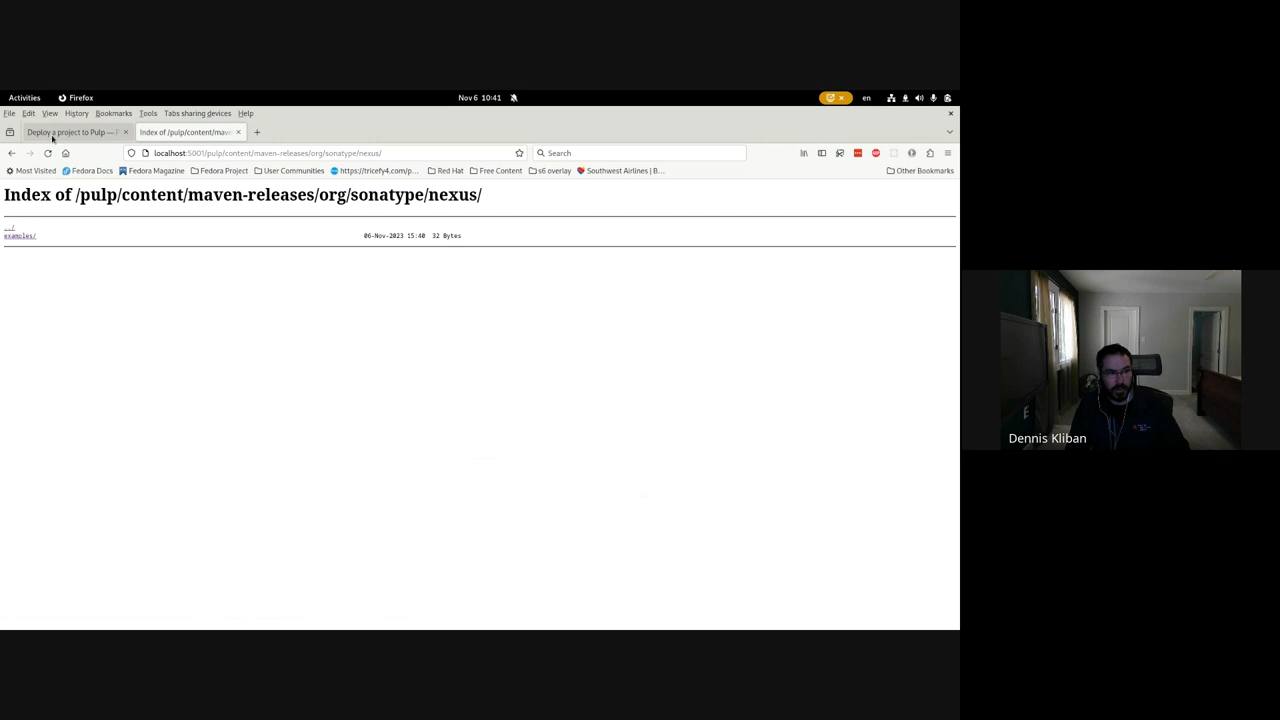 Activities Firefox Nov 6 10:41 en
File Edit View History Bookmarks Tools Tabs sharing devices Help
Deploy a project to Pulp — Index of /pulp/content/mav
localhost:5001/pulp/content/maven-releases/org/sonatype/nexus/ Search
Most Visited Fedora Docs Fedora Magazine Fedora Project User Communities https://tricefy4.com/p… Red Hat Free Content s6 overlay Southwest Airlines | B… Other Bookmarks
Index of /pulp/content/maven-releases/org/sonatype/nexus/
../
examples/ 06-Nov-2023 15:40 32 Bytes
Dennis Kliban